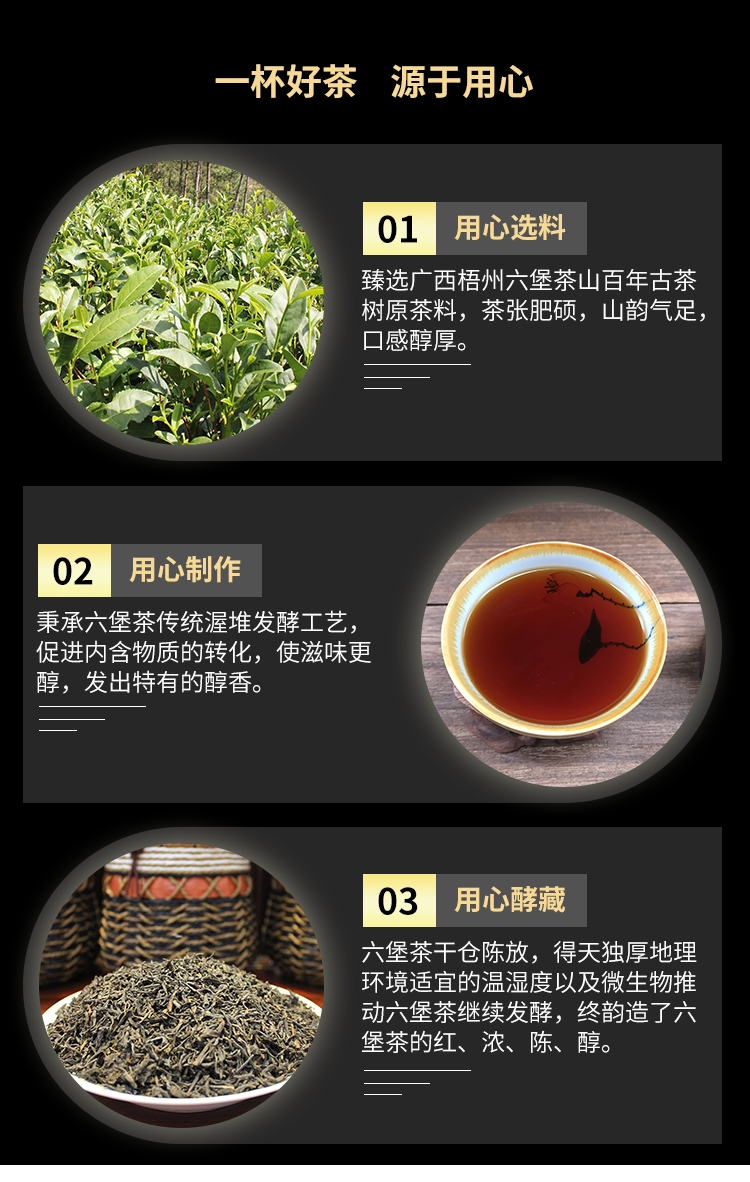 一杯好茶 源于用心
01 用心选料
臻选广西梧州六堡茶山百年古茶
树原茶料，茶张肥硕，山韵气足，
口感醇厚。
02 用心制作
秉承六堡茶传统渥堆发酵工艺，
促进内含物质的转化，使滋味更
醇，发出特有的醇香。
03 用心酵藏
六堡茶干仓陈放，得天独厚地理
环境适宜的温湿度以及微生物推
动六堡茶继续发酵，终韵造了六
堡茶的红、浓、陈、醇。